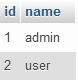 id name
1 admin
2 user